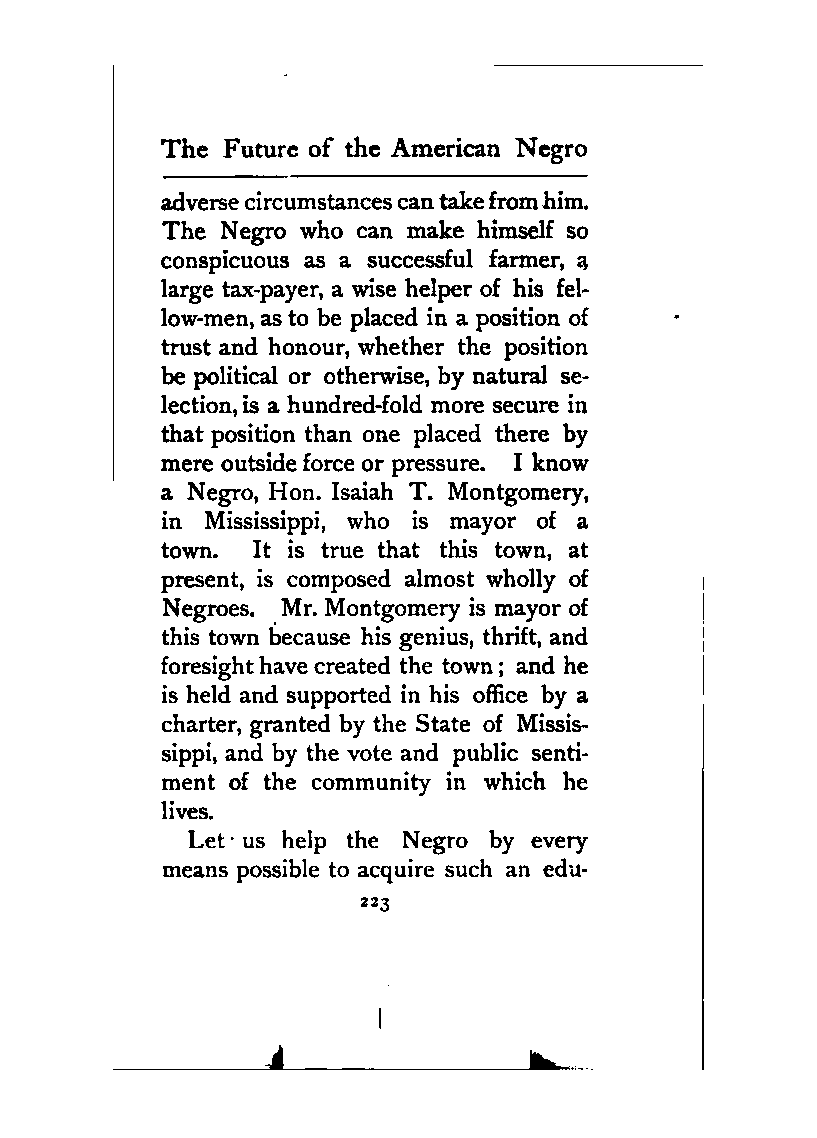 The Future of the American Negro
adverse circumstances can take from him.
The Negro who can make himself so
conspicuous as a successful farmer, a
large tax-payer, a wise helper of his fel-
low-men, as to be placed in a position of
trust and honour, whether the position
be political or otherwise, by natural se-
lection, is a hundred-fold more secure in
that position than one placed there by
mere outside force or pressure. I know
a Negro, Hon. Isaiah T. Montgomery,
in Mississippi, who is mayor of a
town. It is true that this town, at
present, is composed almost wholly of
Negroes. Mr. Montgomery is mayor of
this town because his genius, thrift, and
foresight have created the town; and he
is held and supported in his office by a
charter, granted by the State of Missis-
sippi, and by the vote and public senti-
ment of the community in which he
lives.
Let us help the Negro by every
means possible to acquire such an edu-
223